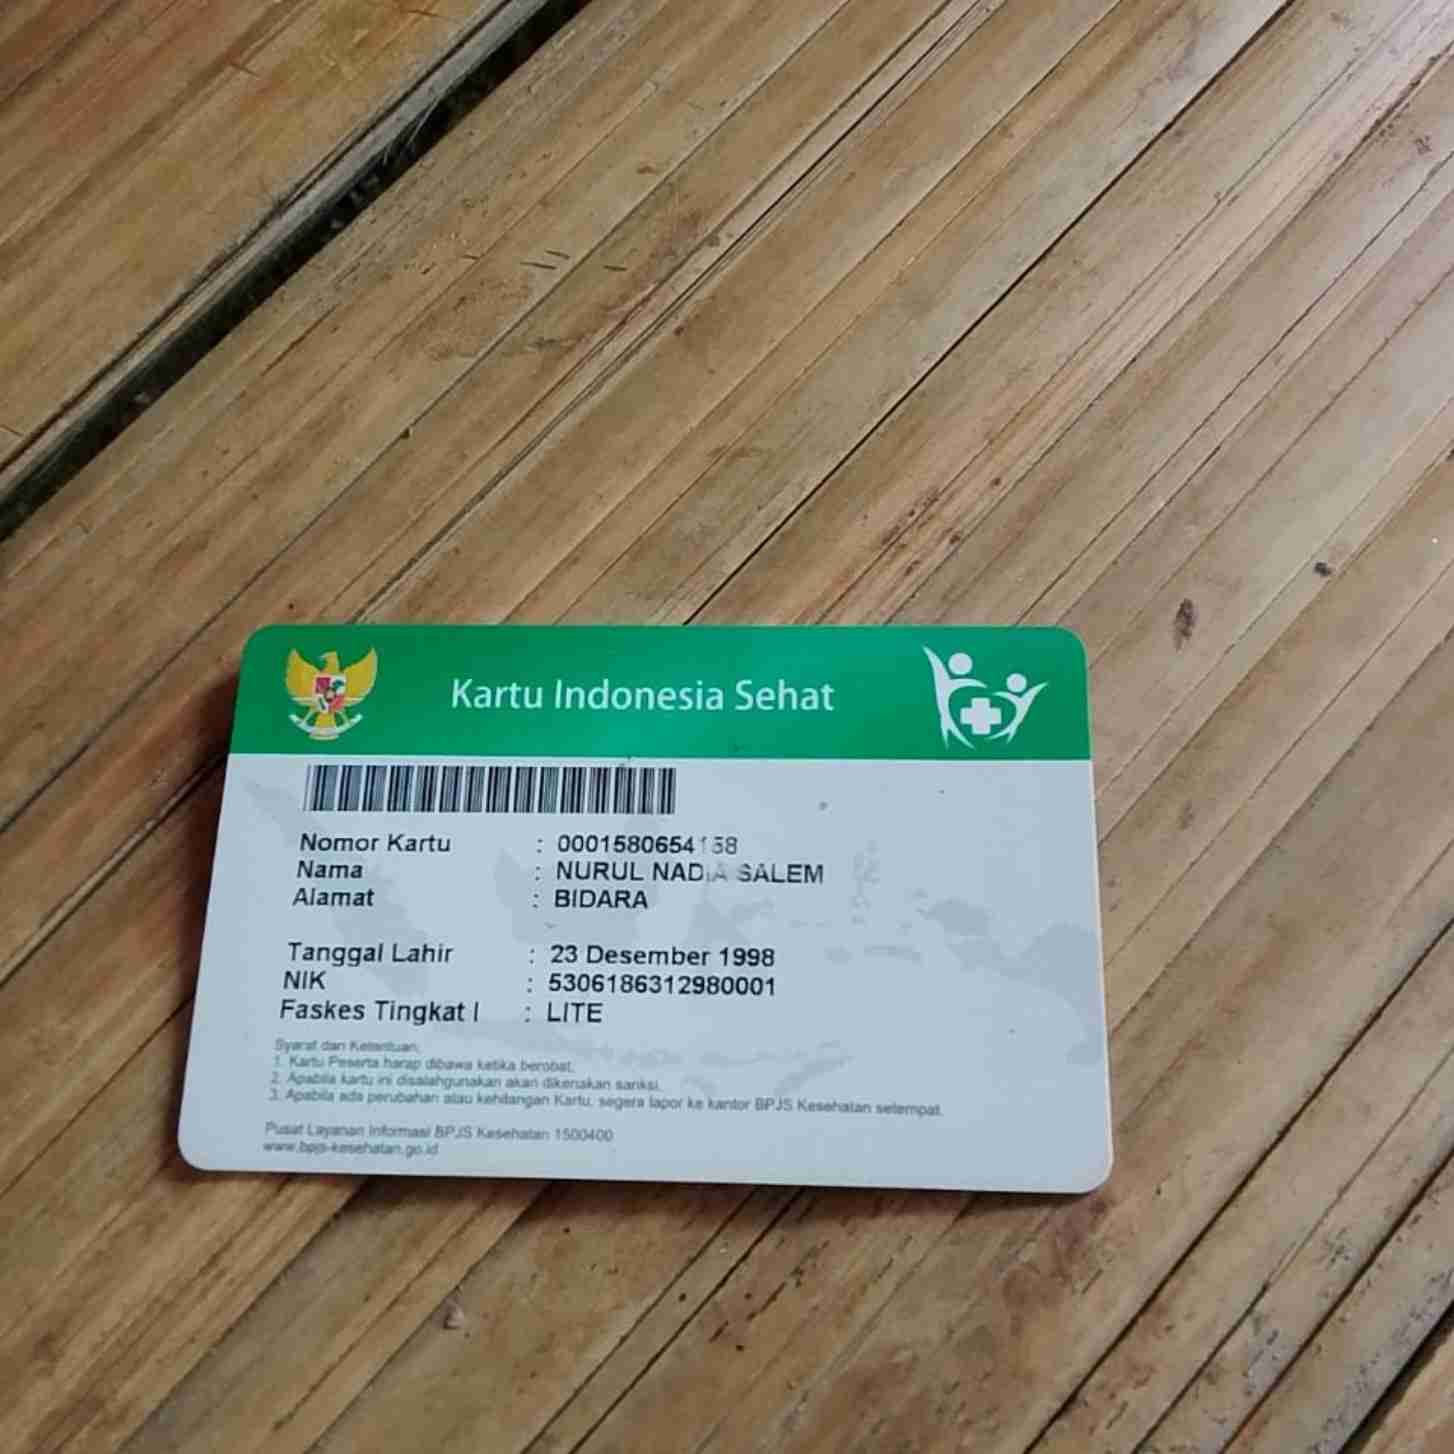 Kartu Indonesia Sehat
Nomor Kartu : 0001580654158
Nama : NURUL NADIA SALEM
Alamat : BIDARA
Tanggal Lahir : 23 Desember 1998
NIK : 5306186312980001
Faskes Tingkat I : LITE
Syarat dan Ketentuan:
1. Kartu Peserta harap dibawa ketika berobat.
2. Apabila kartu ini disalahgunakan akan dikenakan sanksi.
3. Apabila ada perubahan atau kehilangan Kartu, segera lapor ke kantor BPJS Kesehatan setempat.
Pusat Layanan Informasi BPJS Kesehatan 1500400
www.bpjs-kesehatan.go.id